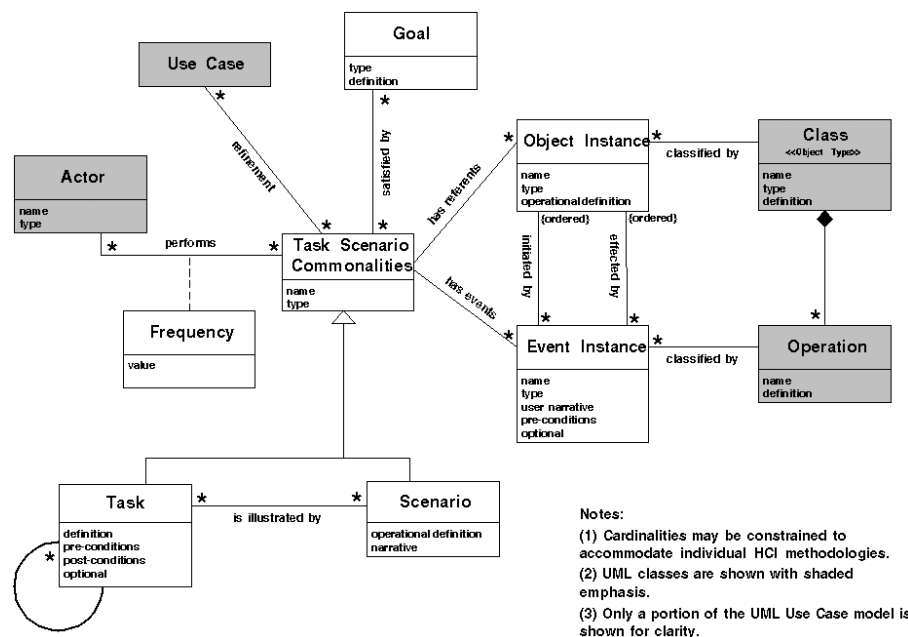 Goal
type
definition
Use Case
*
*
refinement
satisfied by
*
*
Actor
name
type
*
performs
*
Task Scenario
Commonalities
name
type
Frequency
value
has referents
*
has events
*
Object Instance
name
type
operational definition
{ordered}
{ordered}
initiated by
effected by
*
*
*
classified by
Class
<<Object Type>>
name
type
definition
*
Event Instance
name
type
user narrative
pre-conditions
optional
*
classified by
Operation
name
definition
Task
definition
pre-conditions
post-conditions
optional
*
*
is illustrated by
*
Scenario
operational definition
narrative
Notes:
(1) Cardinalities may be constrained to
accommodate individual HCI methodologies.
(2) UML classes are shown with shaded
emphasis.
(3) Only a portion of the UML Use Case model is
shown for clarity.